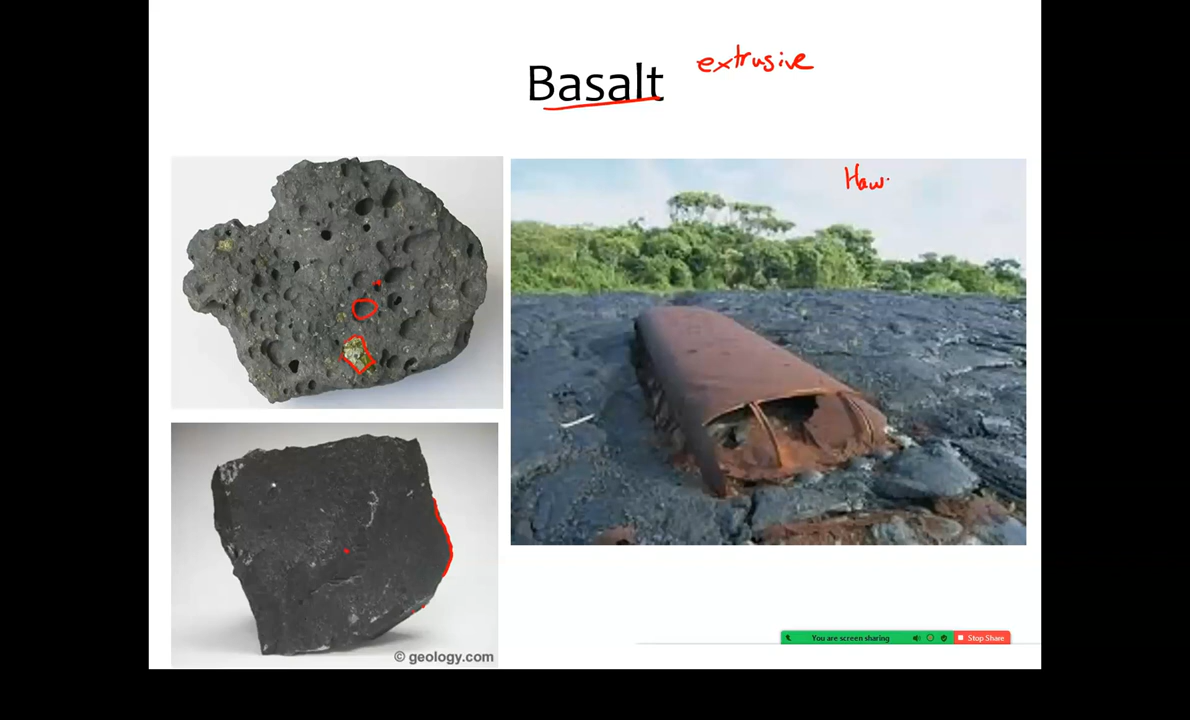 Basalt
extrusive
Haw.
© geology.com
You are screen sharing
Stop Share